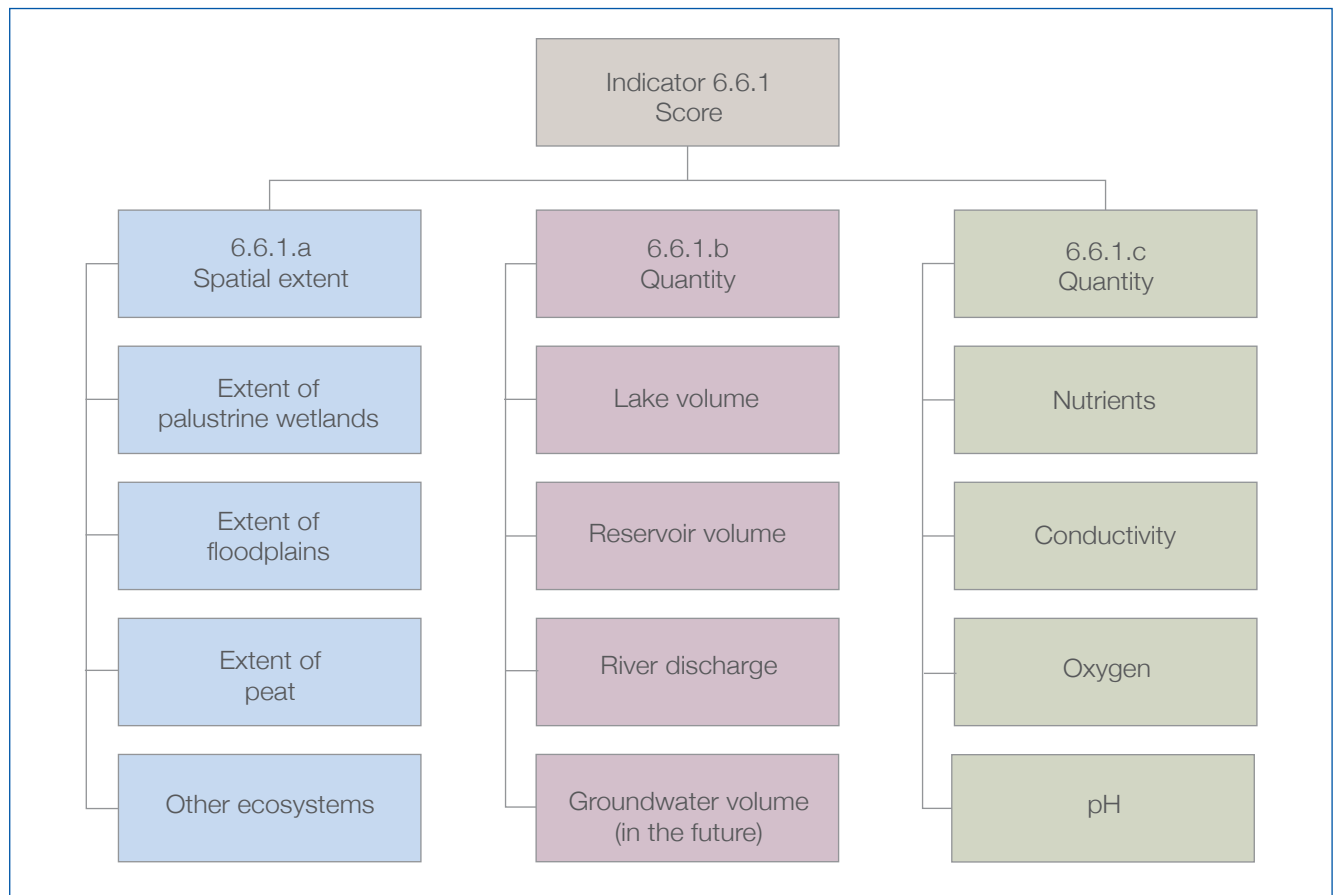 Indicator 6.6.1
Score
6.6.1.a
Spatial extent
Extent of
palustrine wetlands
Extent of
floodplains
Extent of
peat
Other ecosystems
6.6.1.b
Quantity
Lake volume
Reservoir volume
River discharge
Groundwater volume
(in the future)
6.6.1.c
Quantity
Nutrients
Conductivity
Oxygen
pH